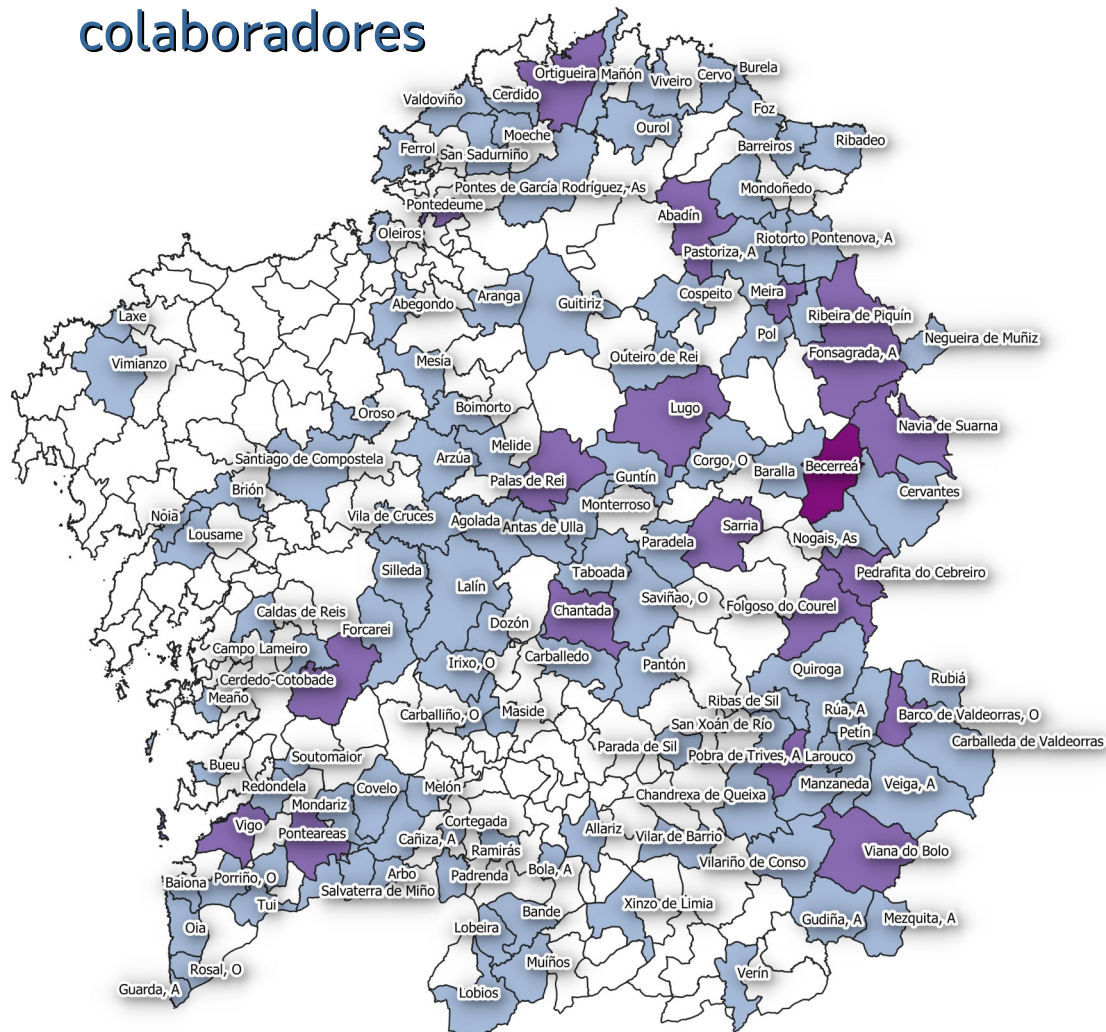 colaboradores
Ortigueira
Mañón
Viveiro
Cervo
Burela
Cerdido
Valdoviño
Foz
Moeche
Ourol
Ferrol
San Sadurniño
Barreiros
Ribadeo
Pontes de García Rodríguez, As
Mondoñedo
Pontedeume
Abadín
Oleiros
Riotorto
Pontenova, A
Pastoriza, A
Abegondo
Aranga
Guitiriz
Cospeito
Meira
Laxe
Ribeira de Piquín
Pol
Negueira de Muñiz
Vimianzo
Mesía
Outeiro de Rei
Fonsagrada, A
Oroso
Boimorto
Lugo
Navia de Suarna
Melide
Santiago de Compostela
Arzúa
Corgo, O
Baralla
Becerreá
Palas de Rei
Guntín
Cervantes
Brión
Monterroso
Noia
Vila de Cruces
Agolada
Antas de Ulla
Sarria
Lousame
Paradela
Nogais, As
Silleda
Lalín
Taboada
Pedrafita do Cebreiro
Saviñao, O
Folgoso do Courel
Caldas de Reis
Chantada
Forcarei
Dozón
Campo Lameiro
Carballedo
Irixo, O
Pantón
Quiroga
Cerdedo-Cotobade
Rubiá
Meaño
Ribas de Sil
Carballiño, O
Maside
Rúa, A
Barco de Valdeorras, O
San Xoán de Río
Petín
Carballeda de Valdeorras
Parada de Sil
Soutomaior
Pobra de Trives, A
Larouco
Bueu
Redondela
Covelo
Melón
Manzaneda
Veiga, A
Chandrexa de Queixa
Mondariz
Cortegada
Vigo
Ponteareas
Allariz
Vilar de Barrio
Cañiza, A
Ramirás
Vilariño de Conso
Viana do Bolo
Bola, A
Arbo
Padrenda
Baiona
Porriño, O
Salvaterra de Miño
Tui
Xinzo de Limia
Bande
Gudiña, A
Mezquita, A
Oia
Lobeira
Muíños
Rosal, O
Verín
Guarda, A
Lobios